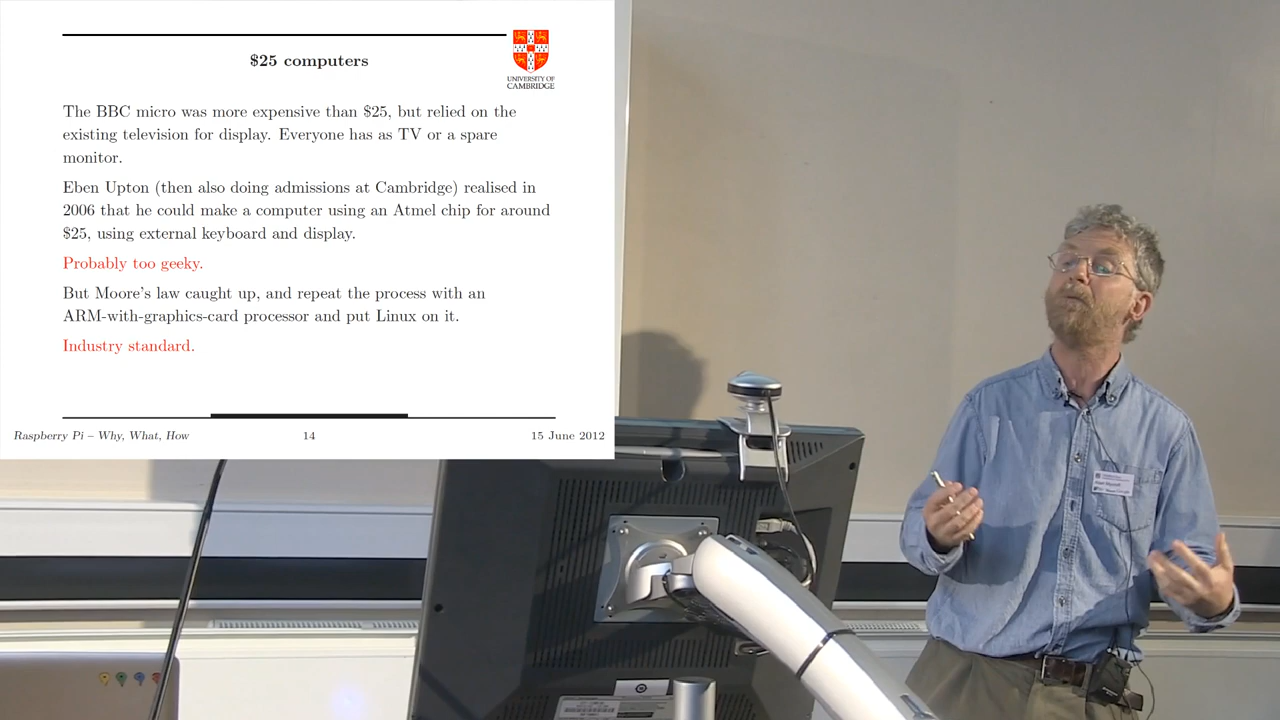 $25 computers
UNIVERSITY OF
CAMBRIDGE
The BBC micro was more expensive than $25, but relied on the
existing television for display. Everyone has as TV or a spare
monitor.
Eben Upton (then also doing admissions at Cambridge) realised in
2006 that he could make a computer using an Atmel chip for around
$25, using external keyboard and display.
Probably too geeky.
But Moore's law caught up, and repeat the process with an
ARM-with-graphics-card processor and put Linux on it.
Industry standard.
Raspberry Pi – Why, What, How
14
15 June 2012